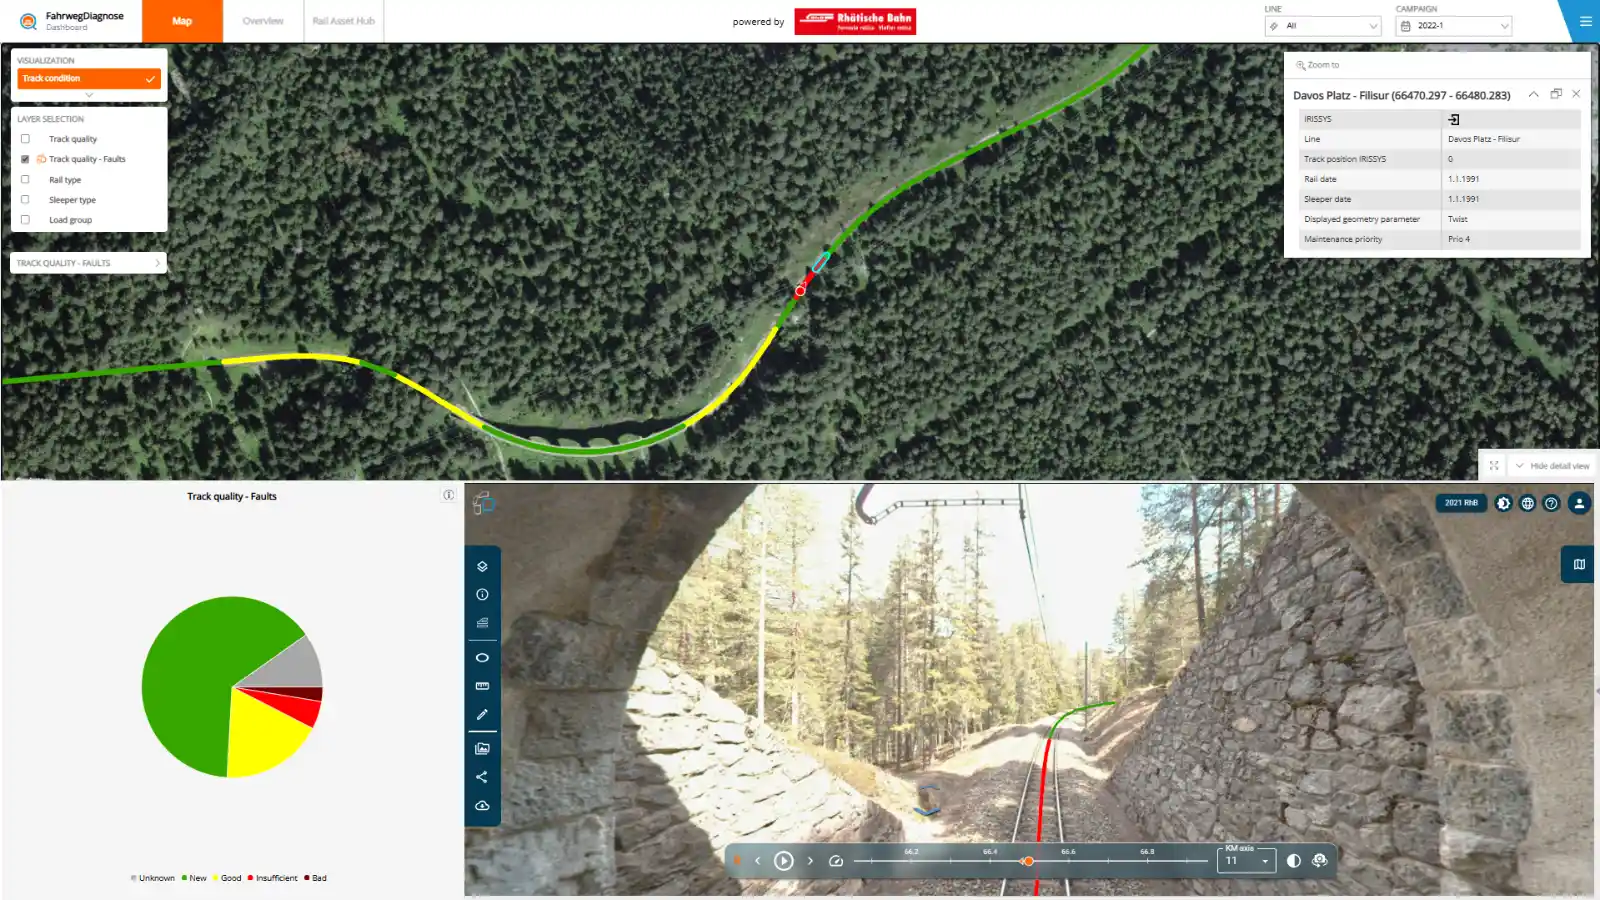 FahrwegDiagnose
Dashboard
Map
Overview
Rail Asset Hub
powered by
Rhätische Bahn
Ferrovia retica Viafier retica
LINE
All
CAMPAIGN
2022-1
VISUALIZATION
Track condition
LAYER SELECTION
Track quality
Track quality - Faults
Rail type
Sleeper type
Load group
TRACK QUALITY - FAULTS
Zoom to
Davos Platz - Filisur (66470.297 - 66480.283)
IRISSYS
Line Davos Platz - Filisur
Track position IRISSYS 0
Rail date 1.1.1991
Sleeper date 1.1.1991
Displayed geometry parameter Twist
Maintenance priority Prio 4
Hide detail view
Track quality - Faults
Unknown New Good Insufficient Bad
2021 RhB
66.2 66.4 66.6 66.8
KM axis
11